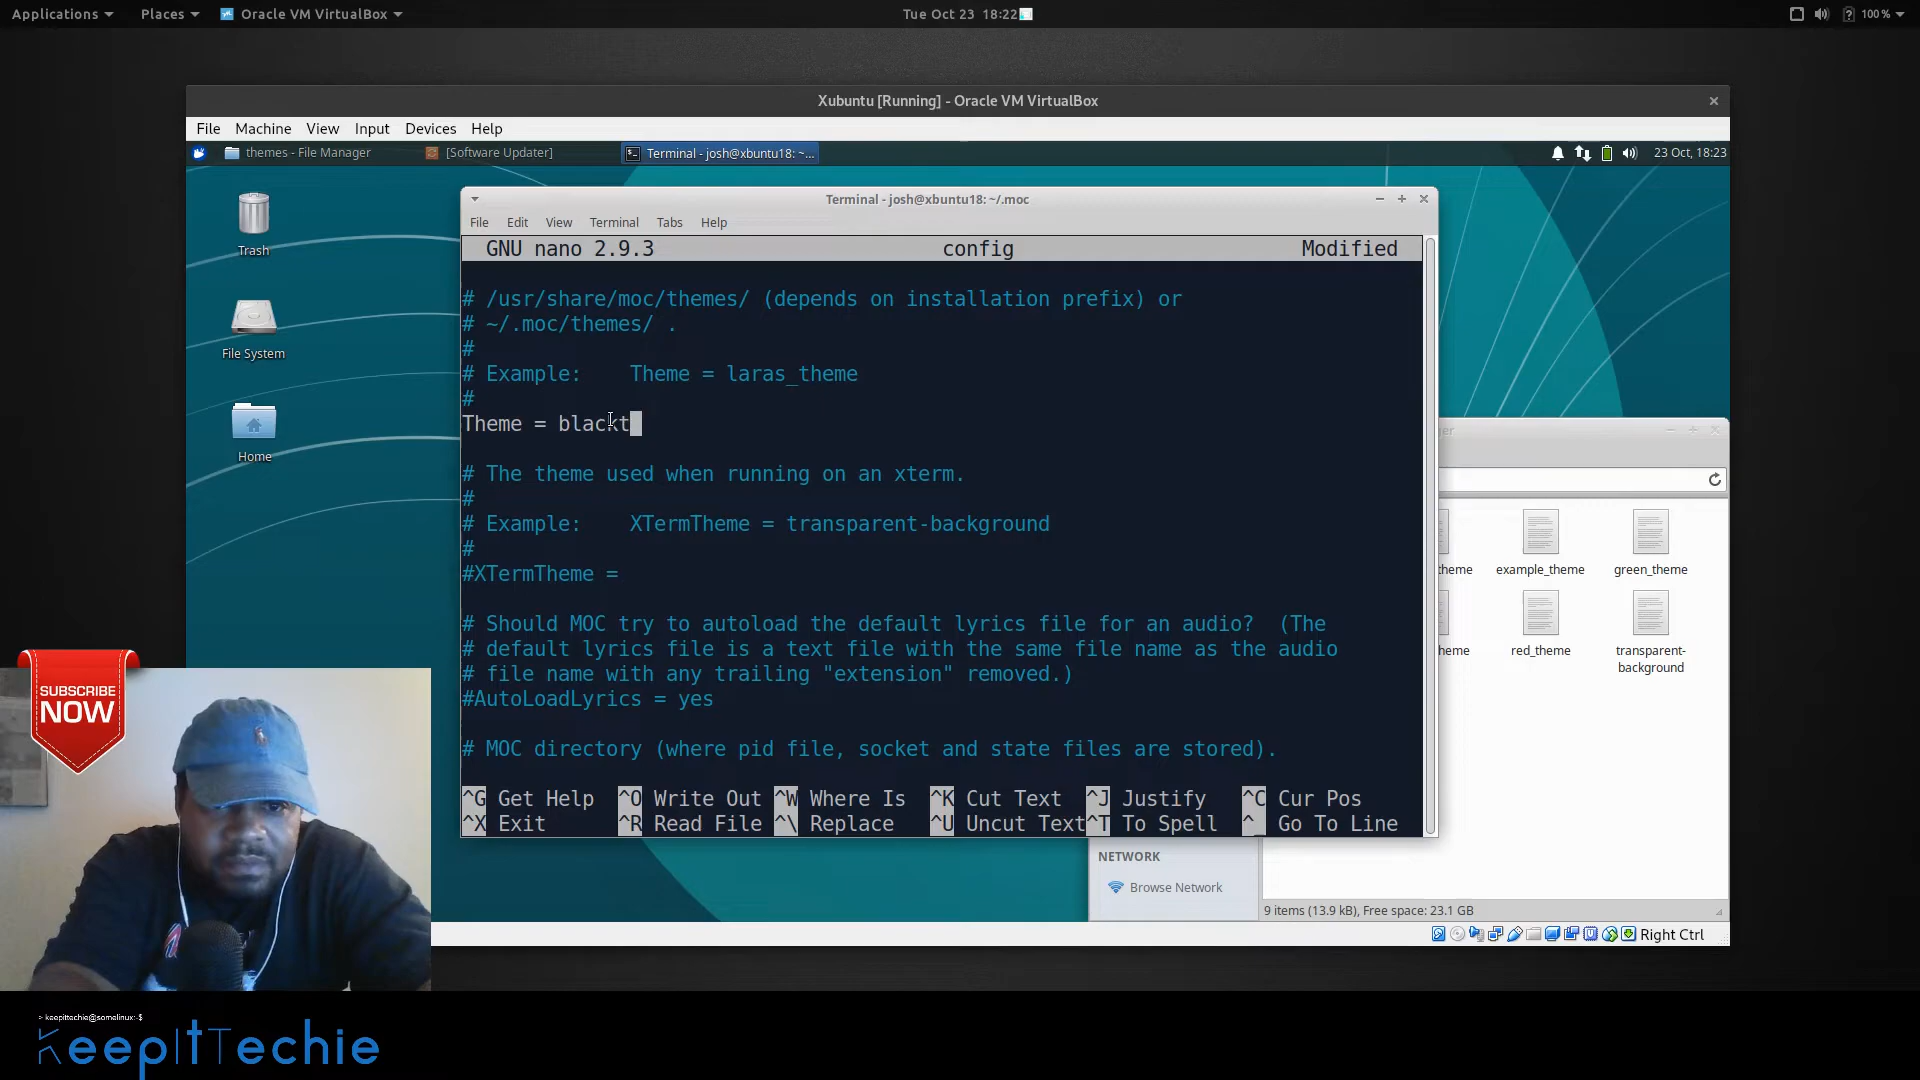 Applications Places Oracle VM VirtualBox Tue Oct 23 18:22 100 %
Xubuntu [Running] - Oracle VM VirtualBox
File Machine View Input Devices Help
themes - File Manager [Software Updater] Terminal - josh@xbuntu18: ~... 23 Oct, 18:23
Trash
File System
Home
Terminal - josh@xbuntu18: ~/.moc
File Edit View Terminal Tabs Help
GNU nano 2.9.3 config Modified
# /usr/share/moc/themes/ (depends on installation prefix) or
# ~/.moc/themes/ .
#
# Example: Theme = laras_theme
#
Theme = blackt
# The theme used when running on an xterm.
#
# Example: XTermTheme = transparent-background
#
#XTermTheme =
# Should MOC try to autoload the default lyrics file for an audio? (The
# default lyrics file is a text file with the same file name as the audio
# file name with any trailing "extension" removed.)
#AutoLoadLyrics = yes
# MOC directory (where pid file, socket and state files are stored).
^G Get Help ^O Write Out ^W Where Is ^K Cut Text ^J Justify ^C Cur Pos
^X Exit ^R Read File ^\ Replace ^U Uncut Text ^T To Spell ^_ Go To Line
theme example_theme green_theme
heme red_theme transparent-
background
NETWORK
Browse Network
9 items (13.9 kB), Free space: 23.1 GB
Right Ctrl
SUBSCRIBE
NOW
> keepittechie@somelinux:~$
KeepItTechie